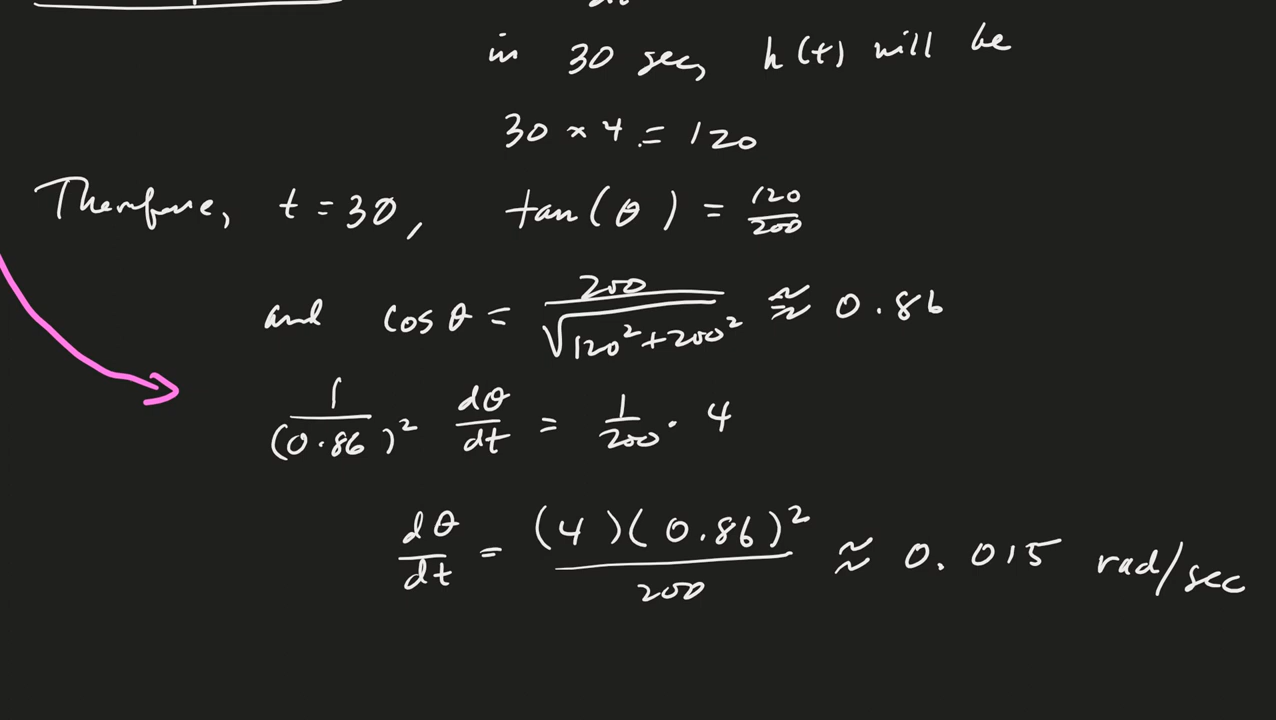 in 30 sec, h(t) will be
30 × 4 = 120
Therefore, t = 30, tan(θ) = 120/200
and cos θ = 200/√(120² + 200²) ≈ 0.86
1/(0.86)² dθ/dt = 1/200 · 4
dθ/dt = (4)(0.86)²/200 ≈ 0.015 rad/sec